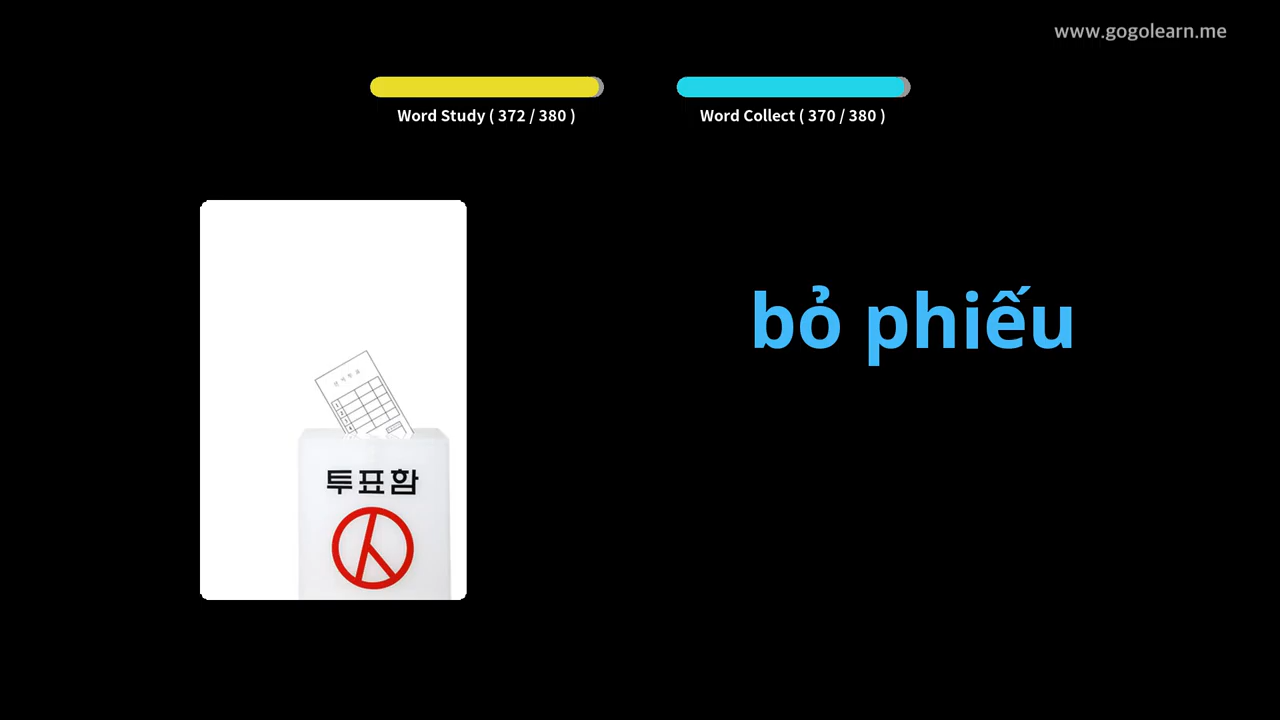 www.gogolearn.me
Word Study ( 372 / 380 )
Word Collect ( 370 / 380 )
bỏ phiếu
투표함